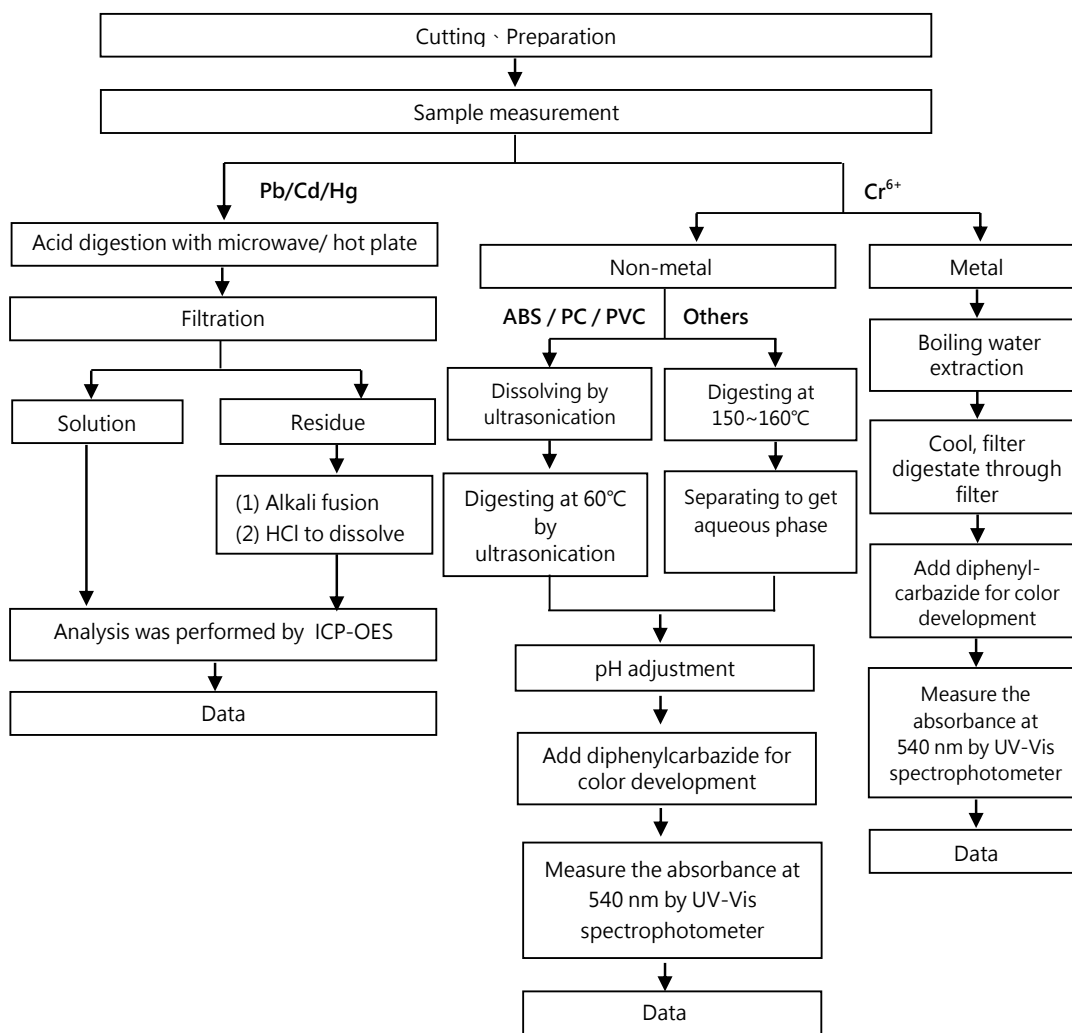 Cutting、Preparation
Sample measurement
Pb/Cd/Hg
Acid digestion with microwave/ hot plate
Filtration
Solution
Residue
(1) Alkali fusion
(2) HCl to dissolve
Analysis was performed by ICP-OES
Data
Cr⁶⁺
Non-metal
ABS / PC / PVC
Others
Dissolving by
ultrasonication
Digesting at 60℃
by
ultrasonication
Digesting at
150~160℃
Separating to get
aqueous phase
pH adjustment
Add diphenylcarbazide for
color development
Measure the absorbance at
540 nm by UV-Vis
spectrophotometer
Data
Metal
Boiling water
extraction
Cool, filter
digestate through
filter
Add diphenyl-
carbazide for color
development
Measure the
absorbance at
540 nm by UV-Vis
spectrophotometer
Data